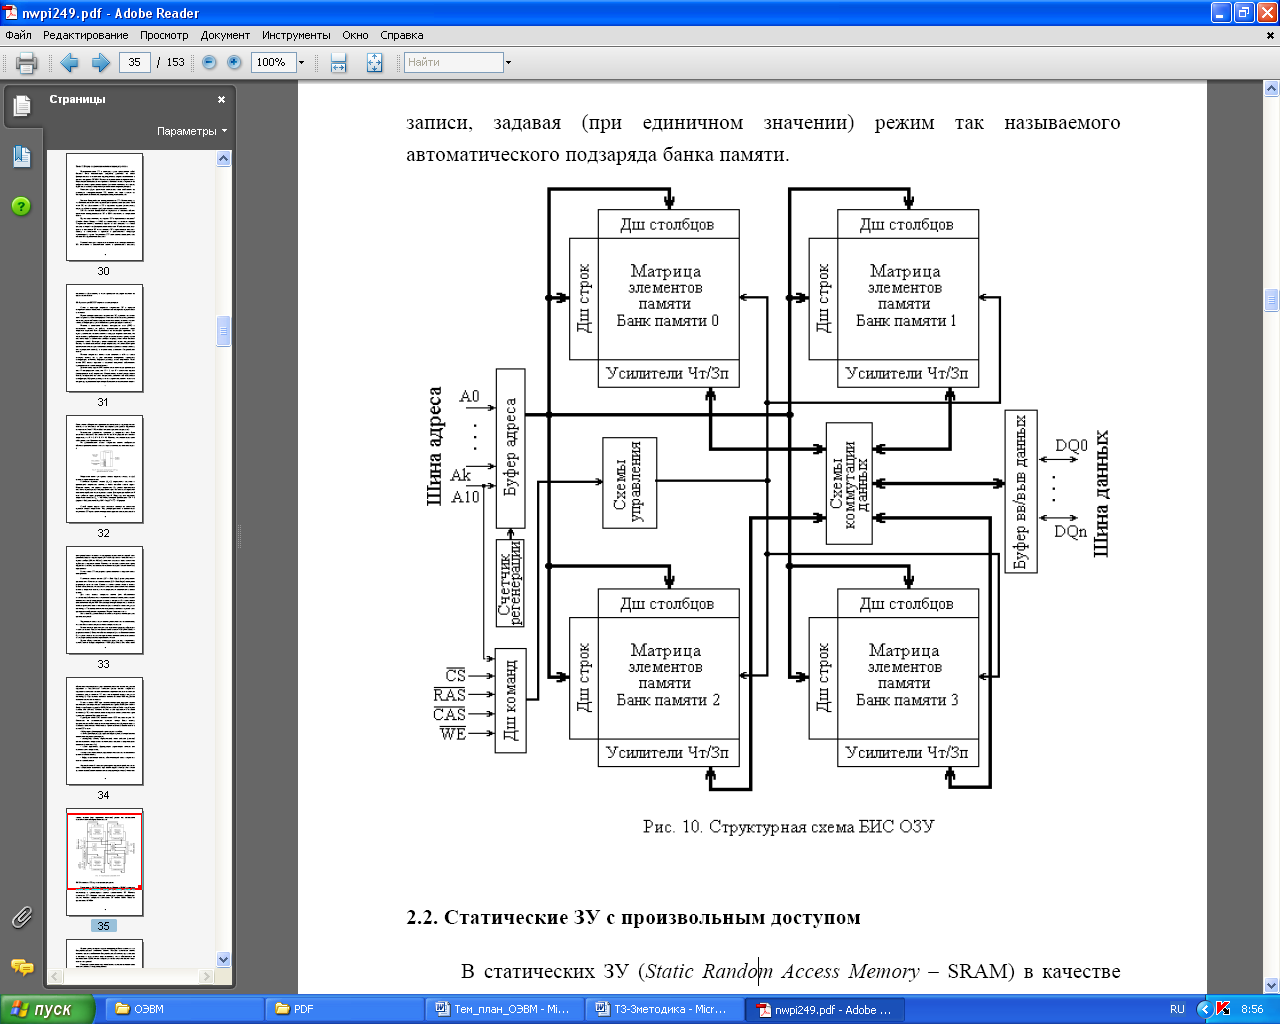 nwpi249.pdf - Adobe Reader
Файл Редактирование Просмотр Документ Инструменты Окно Справка
35 / 153 100% Найти
Страницы
Параметры
30
31
32
33
34
35
записи, задавая (при единичном значении) режим так называемого
автоматического подзаряда банка памяти.
Дш столбцов
Дш строк
Матрица
элементов
памяти
Банк памяти 0
Усилители Чт/Зп
Дш столбцов
Дш строк
Матрица
элементов
памяти
Банк памяти 1
Усилители Чт/Зп
Шина адреса
A0
Ak
A10
Буфер адреса
Схемы
управления
Схемы
коммутации
данных
Буфер вв/выв данных
DQ0
DQn
Шина данных
Счетчик
регенерации
CS
RAS
CAS
WE
Дш команд
Дш столбцов
Дш строк
Матрица
элементов
памяти
Банк памяти 2
Усилители Чт/Зп
Дш столбцов
Дш строк
Матрица
элементов
памяти
Банк памяти 3
Усилители Чт/Зп
Рис. 10. Структурная схема БИС ОЗУ
2.2. Статические ЗУ с произвольным доступом
В статических ЗУ (Static Random Access Memory – SRAM) в качестве
пуск ОЭВМ PDF Тем_план_ОЭВМ - Mi... ТЗ-3методика - Micr... nwpi249.pdf - Adobe ... RU 8:56